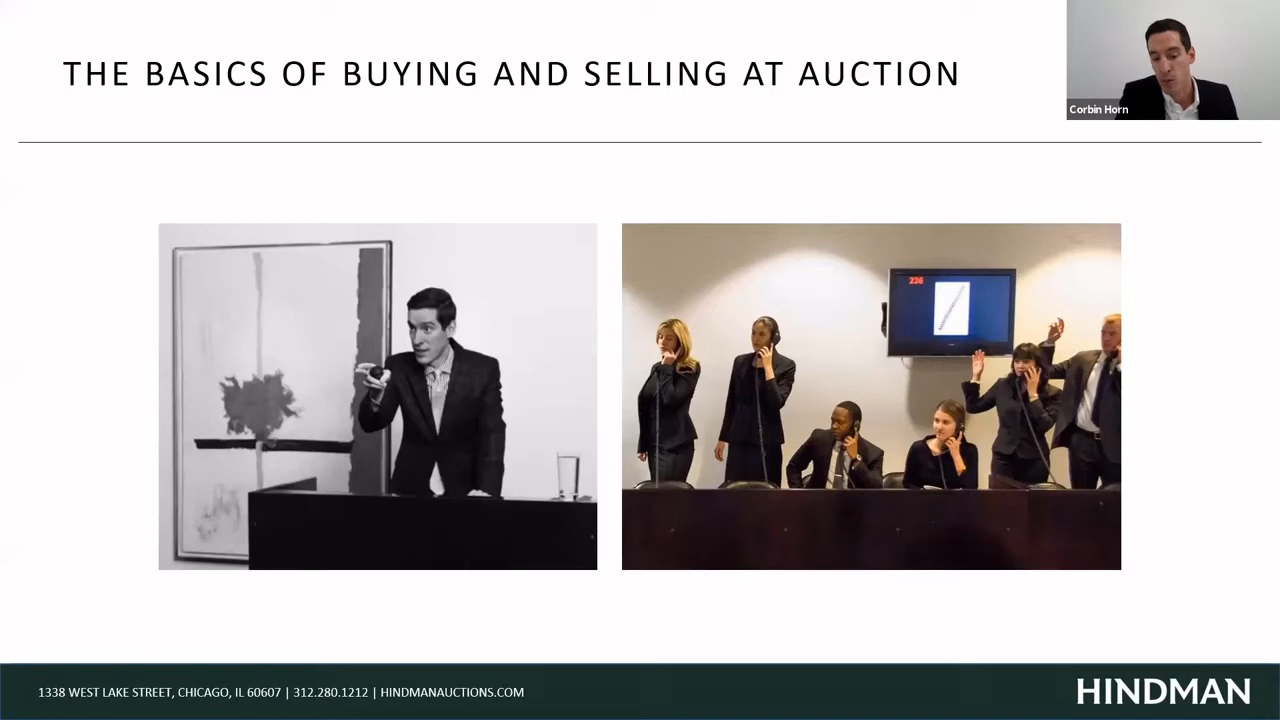 THE BASICS OF BUYING AND SELLING AT AUCTION
Corbin Horn
236
1338 WEST LAKE STREET, CHICAGO, IL 60607 | 312.280.1212 | HINDMANAUCTIONS.COM
HINDMAN